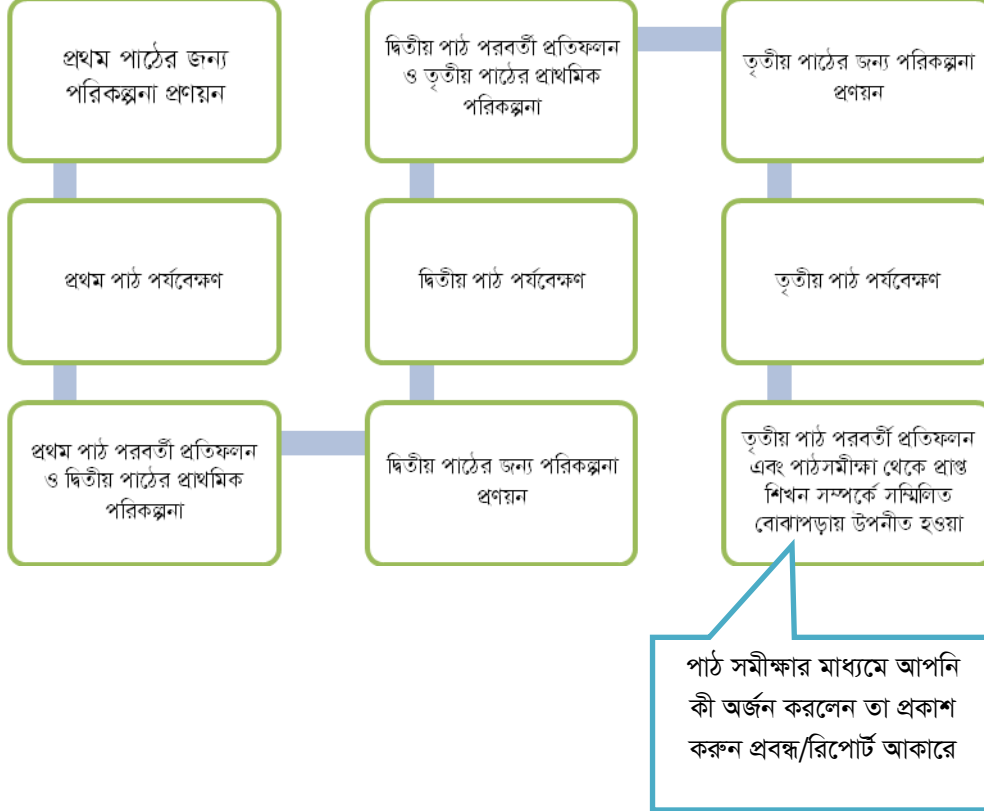 প্রথম পাঠের জন্য
পরিকল্পনা প্রণয়ন
প্রথম পাঠ পর্যবেক্ষণ
প্রথম পাঠ পরবর্তী প্রতিফলন
ও দ্বিতীয় পাঠের প্রাথমিক
পরিকল্পনা
দ্বিতীয় পাঠের জন্য পরিকল্পনা
প্রণয়ন
দ্বিতীয় পাঠ পর্যবেক্ষণ
দ্বিতীয় পাঠ পরবর্তী প্রতিফলন
ও তৃতীয় পাঠের প্রাথমিক
পরিকল্পনা
তৃতীয় পাঠের জন্য পরিকল্পনা
প্রণয়ন
তৃতীয় পাঠ পর্যবেক্ষণ
তৃতীয় পাঠ পরবর্তী প্রতিফলন
এবং পাঠসমীক্ষা থেকে প্রাপ্ত
শিখন সম্পর্কে সম্মিলিত
বোঝাপড়ায় উপনীত হওয়া
পাঠ সমীক্ষার মাধ্যমে আপনি
কী অর্জন করলেন তা প্রকাশ
করুন প্রবন্ধ/রিপোর্ট আকারে